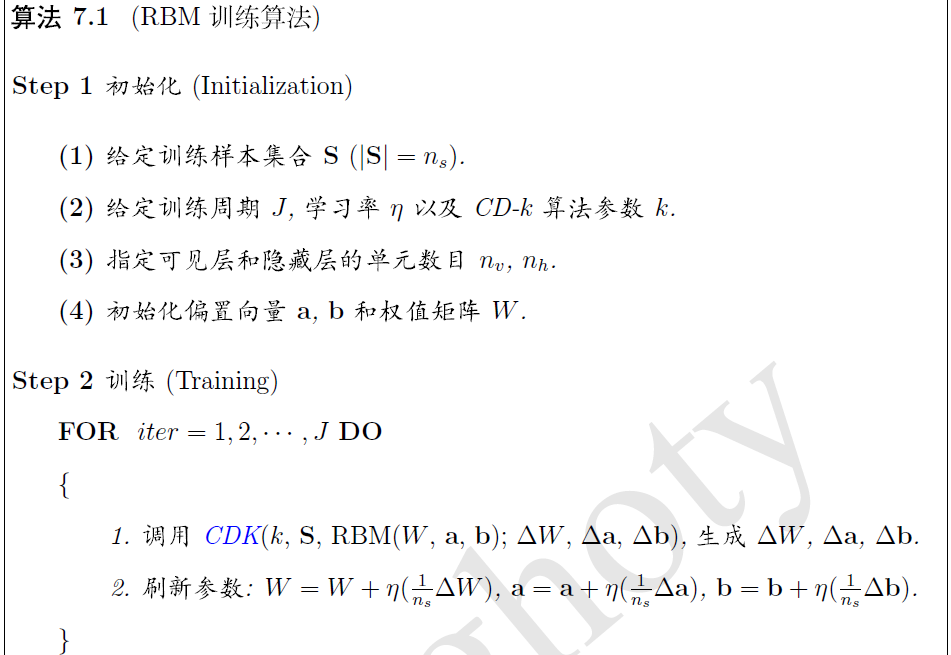 算法 7.1 (RBM 训练算法)
Step 1 初始化 (Initialization)
(1) 给定训练样本集合 S (|S| = n_s).
(2) 给定训练周期 J, 学习率 η 以及 CD-k 算法参数 k.
(3) 指定可见层和隐藏层的单元数目 n_v, n_h.
(4) 初始化偏置向量 a, b 和权值矩阵 W.
Step 2 训练 (Training)
FOR iter = 1, 2, ⋯ , J DO
{
1. 调用 CDK(k, S, RBM(W, a, b); ΔW, Δa, Δb), 生成 ΔW, Δa, Δb.
2. 刷新参数: W = W + η(\frac{1}{n_s}ΔW), a = a + η(\frac{1}{n_s}Δa), b = b + η(\frac{1}{n_s}Δb).
}